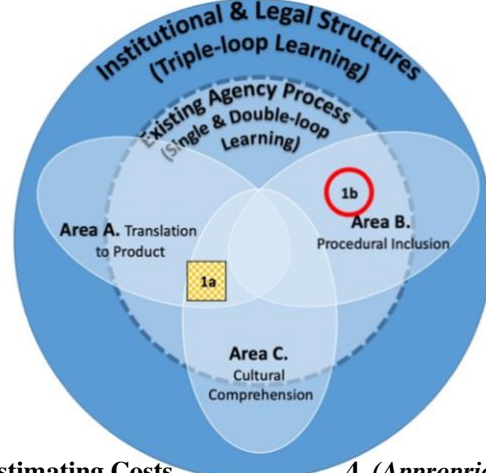 Institutional & Legal Structures
(Triple-loop Learning)
Existing Agency Process
(Single & Double-loop
Learning)
1b
Area B.
Procedural Inclusion
Area A. Translation
to Product
1a
Area C.
Cultural
Comprehension
stimating Costs
4. (Appropri